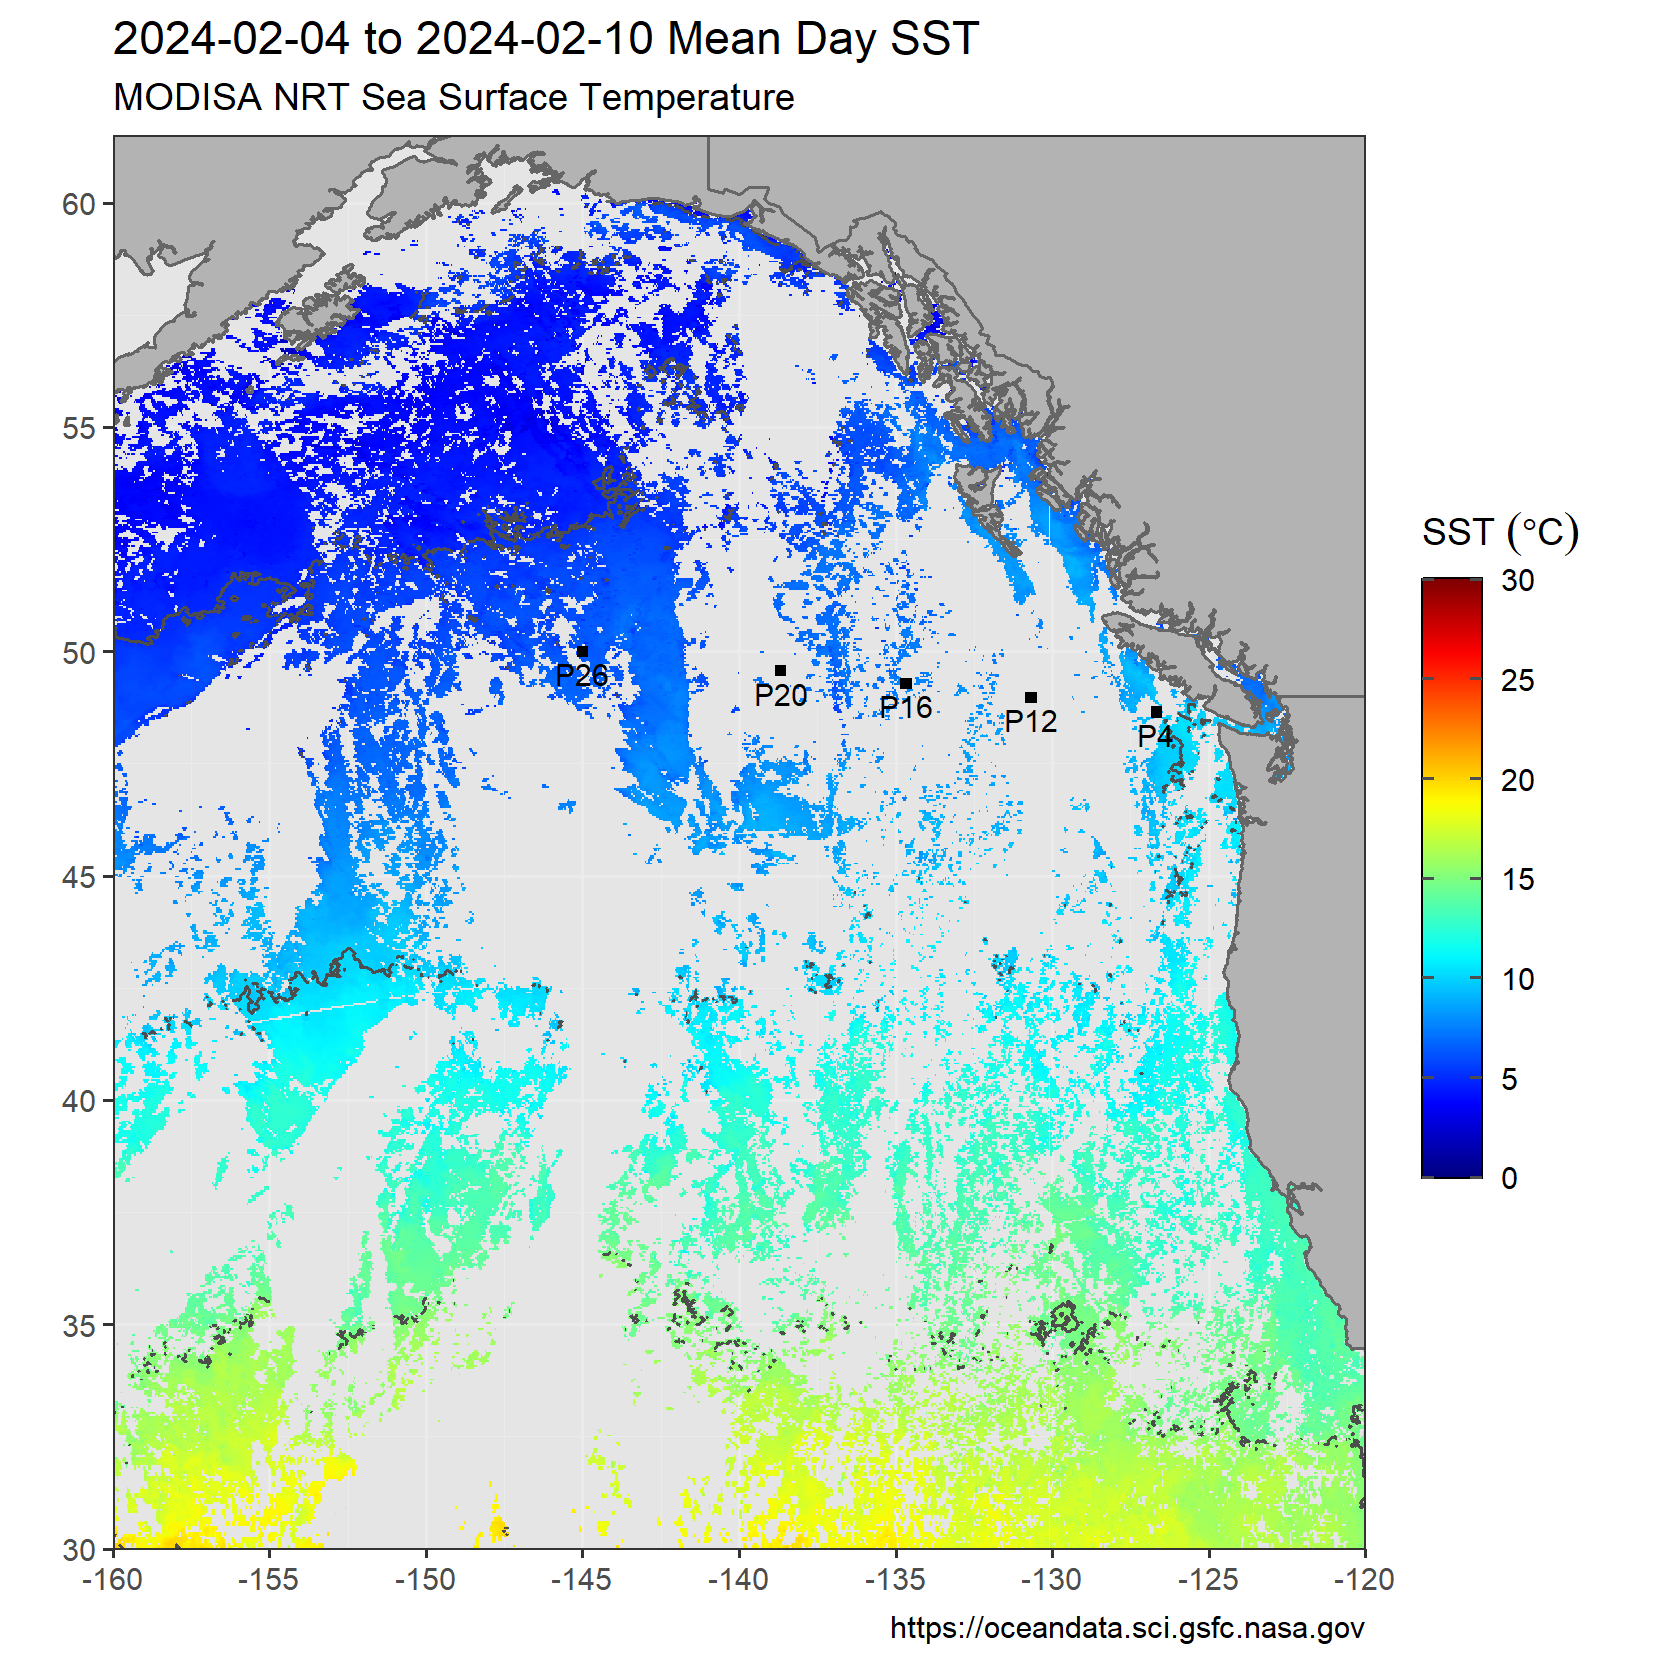 2024-02-04 to 2024-02-10 Mean Day SST
MODISA NRT Sea Surface Temperature
60
55
50
45
40
35
30
P26
P20
P16
P12
P4
-160
-155
-150
-145
-140
-135
-130
-125
-120
SST (°C)
30
25
20
15
10
5
0
https://oceandata.sci.gsfc.nasa.gov